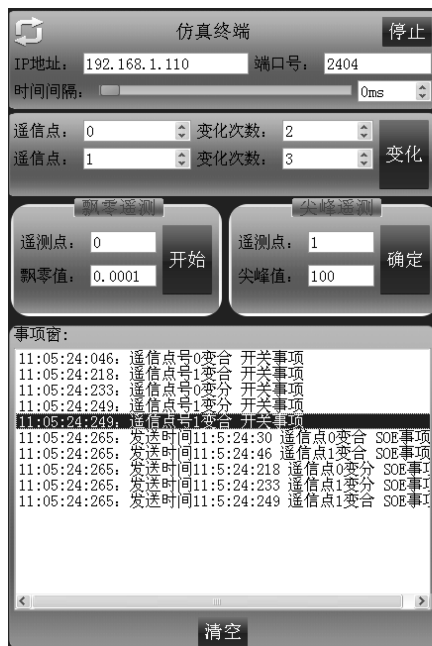 仿真终端 停止
IP地址: 192.168.1.110 端口号: 2404
时间间隔: 0ms
遥信点: 0 变化次数: 2
遥信点: 1 变化次数: 3
变化
飘零遥测
遥测点: 0
飘零值: 0.0001
开始
尖峰遥测
遥测点: 1
尖峰值: 100
确定
事项窗:
11:05:24:046: 遥信点号0变合 开关事项
11:05:24:218: 遥信点号1变合 开关事项
11:05:24:233: 遥信点号0变分 开关事项
11:05:24:249: 遥信点号1变分 开关事项
11:05:24:249: 遥信点号1变合 开关事项
11:05:24:265: 发送时间11:5:24:30 遥信点0变合 SOE事项
11:05:24:265: 发送时间11:5:24:46 遥信点1变合 SOE事项
11:05:24:265: 发送时间11:5:24:218 遥信点0变分 SOE事项
11:05:24:265: 发送时间11:5:24:233 遥信点1变分 SOE事项
11:05:24:265: 发送时间11:5:24:249 遥信点1变合 SOE事项
清空